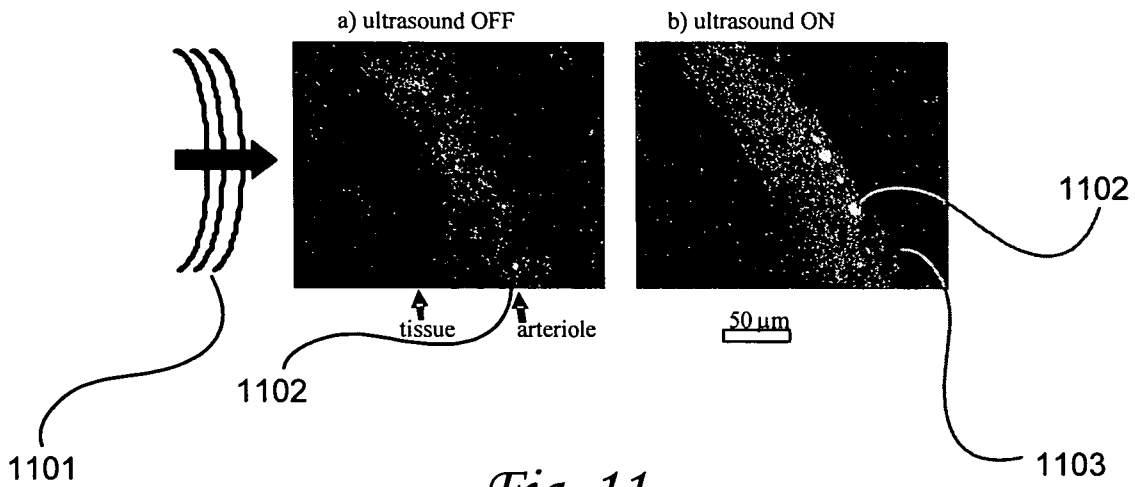 a) ultrasound OFF
b) ultrasound ON
1102
tissue
arteriole
50 µm
1102
1101
1103
Fig. 11